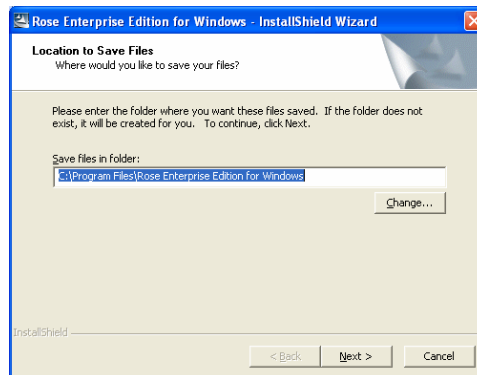 Rose Enterprise Edition for Windows - InstallShield Wizard
Location to Save Files
Where would you like to save your files?
Please enter the folder where you want these files saved. If the folder does not
exist, it will be created for you. To continue, click Next.
Save files in folder:
C:\Program Files\Rose Enterprise Edition for Windows
Change...
InstallShield
< Back Next > Cancel